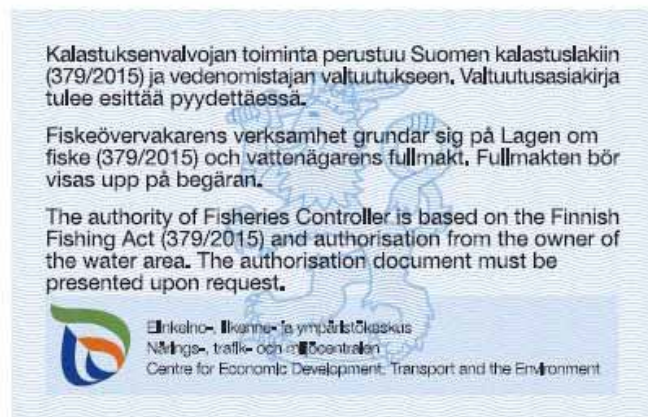 Kalastuksenvalvojan toiminta perustuu Suomen kalastuslakiin
(379/2015) ja vedenomistajan valtuutukseen. Valtuutusasiakirja
tulee esittää pyydettäessä.
Fiskeövervakarens verksamhet grundar sig på Lagen om
fiske (379/2015) och vattenägarens fullmakt. Fullmakten bör
visas upp på begäran.
The authority of Fisheries Controller is based on the Finnish
Fishing Act (379/2015) and authorisation from the owner of
the water area. The authorisation document must be
presented upon request.
Elinkeino-, liikenne- ja ympäristökeskus
Närings-, trafik- och miljöcentralen
Centre for Economic Development, Transport and the Environment